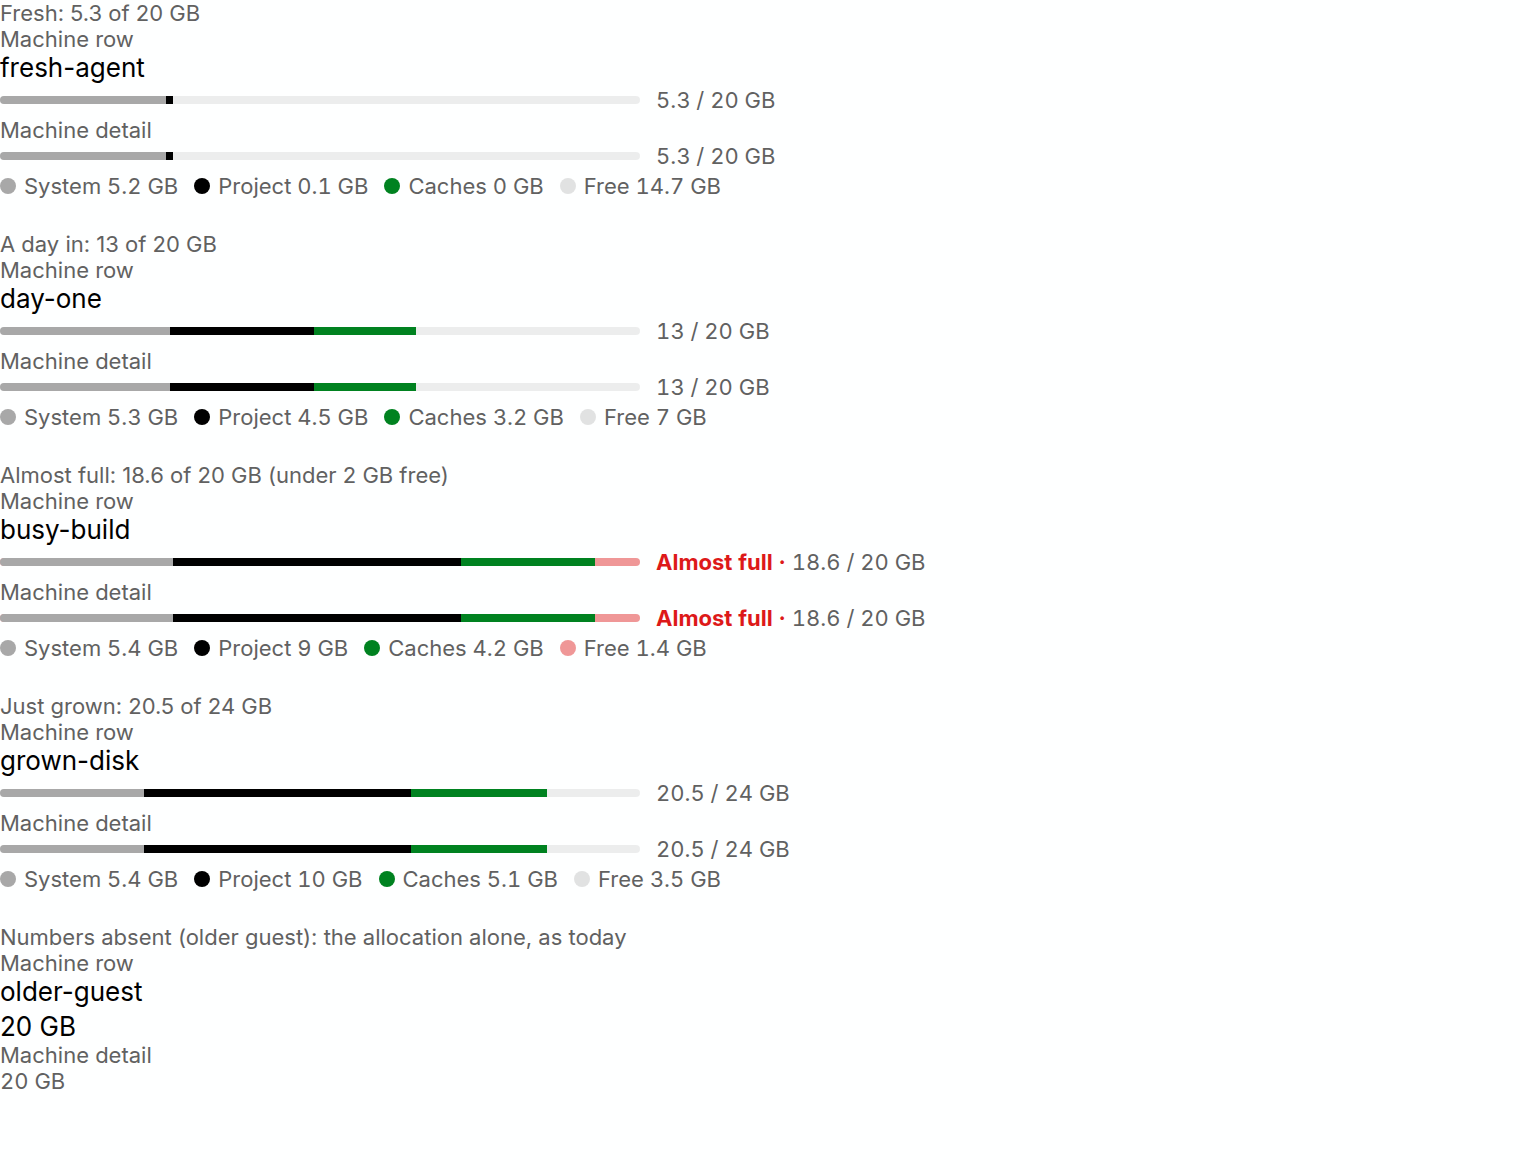 Fresh: 5.3 of 20 GB
Machine row
fresh-agent
5.3 / 20 GB
Machine detail
5.3 / 20 GB
System 5.2 GB Project 0.1 GB Caches 0 GB Free 14.7 GB
A day in: 13 of 20 GB
Machine row
day-one
13 / 20 GB
Machine detail
13 / 20 GB
System 5.3 GB Project 4.5 GB Caches 3.2 GB Free 7 GB
Almost full: 18.6 of 20 GB (under 2 GB free)
Machine row
busy-build
Almost full · 18.6 / 20 GB
Machine detail
Almost full · 18.6 / 20 GB
System 5.4 GB Project 9 GB Caches 4.2 GB Free 1.4 GB
Just grown: 20.5 of 24 GB
Machine row
grown-disk
20.5 / 24 GB
Machine detail
20.5 / 24 GB
System 5.4 GB Project 10 GB Caches 5.1 GB Free 3.5 GB
Numbers absent (older guest): the allocation alone, as today
Machine row
older-guest
20 GB
Machine detail
20 GB